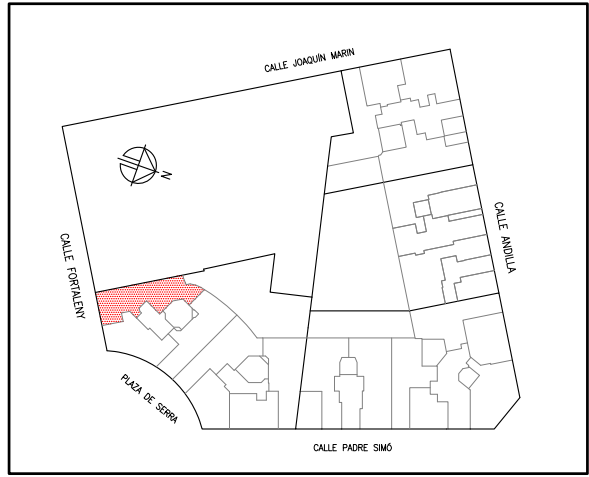 CALLE JOAQUÍN MARIN
N
CALLE FORTALENY
CALLE ANDILLA
PLAZA DE SERRA
CALLE PADRE SIMÓ